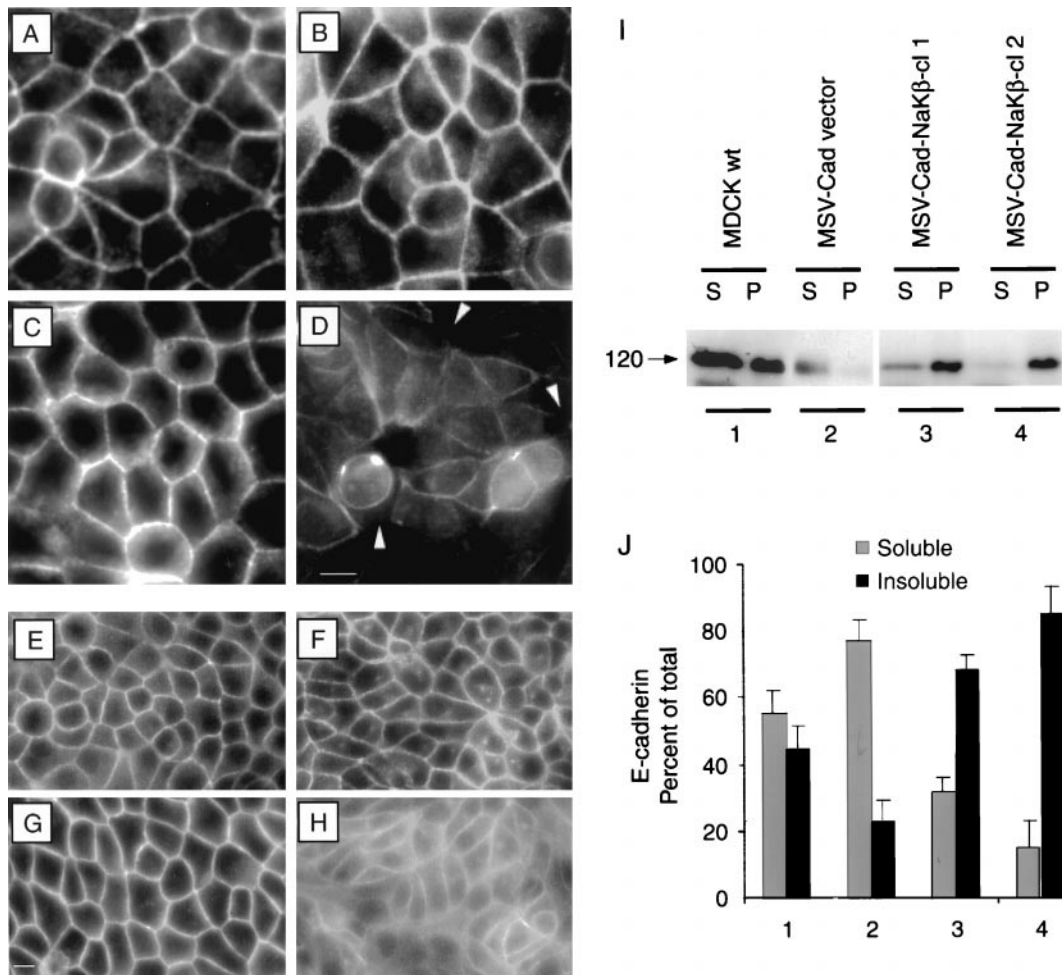 A
B
C
D
E
F
G
H
I
MDCK wt
MSV-Cad vector
MSV-Cad-NaKβ-cl 1
MSV-Cad-NaKβ-cl 2
S P S P S P S P
120
1 2 3 4
J
Soluble
Insoluble
E-cadherin
Percent of total
100
80
60
40
20
0
1 2 3 4